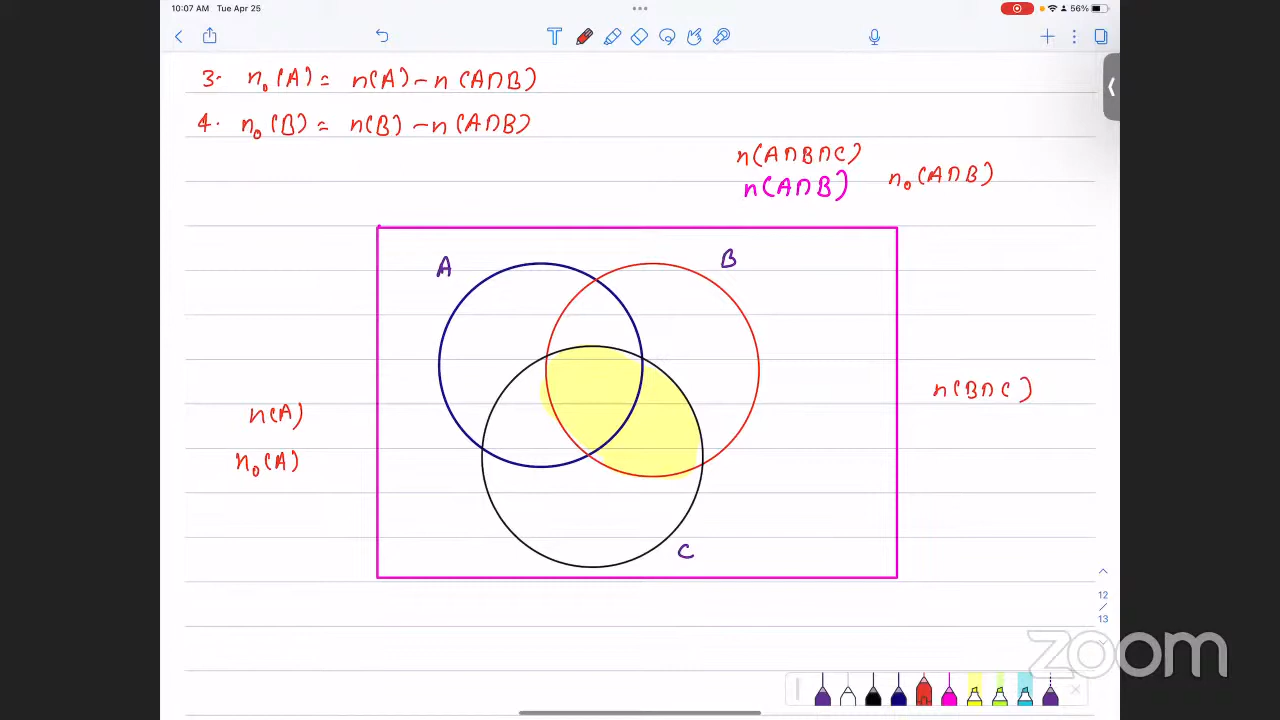 10:07 AM Tue Apr 25
56%
3. n₀(A) = n(A) - n(A∩B)
4. n₀(B) = n(B) - n(A∩B)
n(A∩B∩C)
n(A∩B) n₀(A∩B)
A
B
n(B∩C)
n(A)
n₀(A)
C
12
/
13
zoom